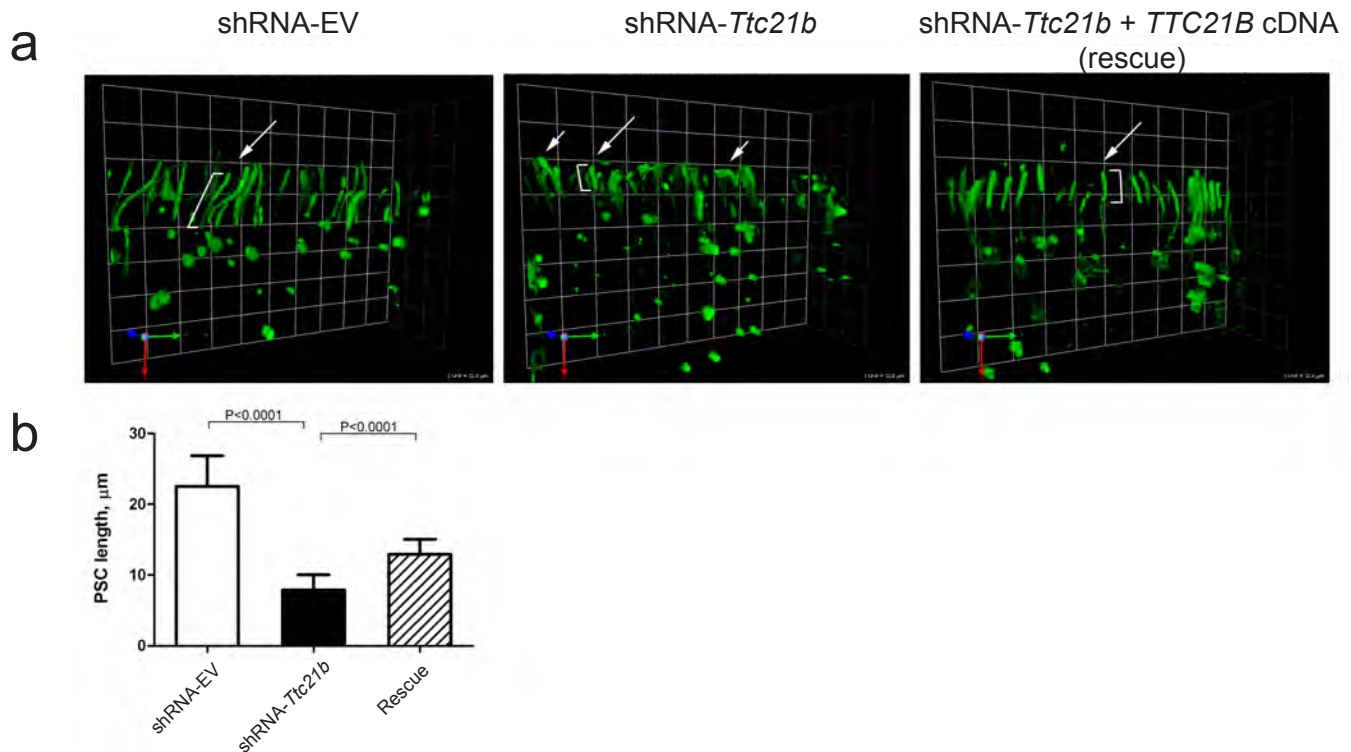 a
shRNA-EV
shRNA-Ttc21b
shRNA-Ttc21b + TTC21B cDNA
(rescue)
b
P<0.0001
P<0.0001
PSC length, μm
30
20
10
0
shRNA-EV
shRNA-Ttc21b
Rescue